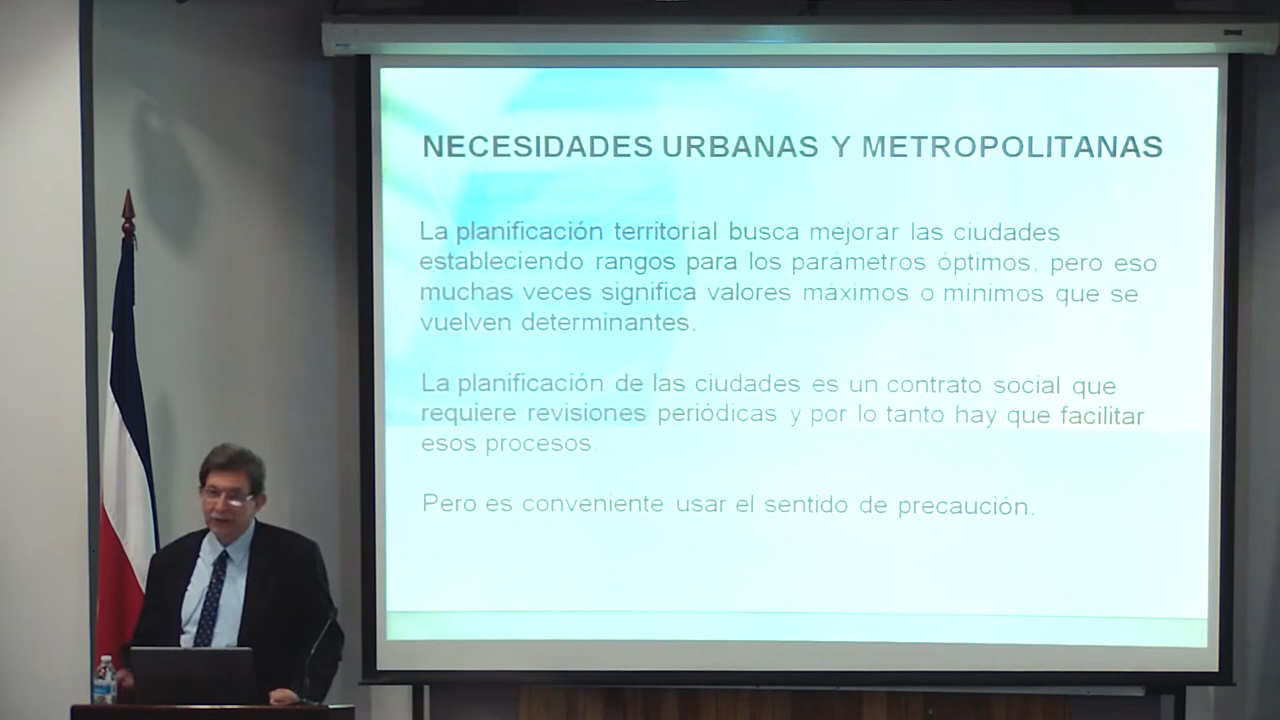 NECESIDADES URBANAS Y METROPOLITANAS
La planificación territorial busca mejorar las ciudades
estableciendo rangos para los parámetros óptimos, pero eso
muchas veces significa valores máximos o mínimos que se
vuelven determinantes.
La planificación de las ciudades es un contrato social que
requiere revisiones periódicas y por lo tanto hay que facilitar
esos procesos.
Pero es conveniente usar el sentido de precaución.